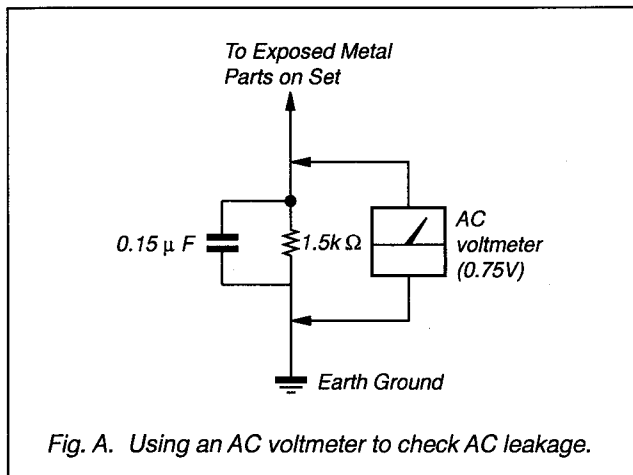 To Exposed Metal
Parts on Set
0.15 μ F
1.5k Ω
AC
voltmeter
(0.75V)
Earth Ground
Fig. A. Using an AC voltmeter to check AC leakage.